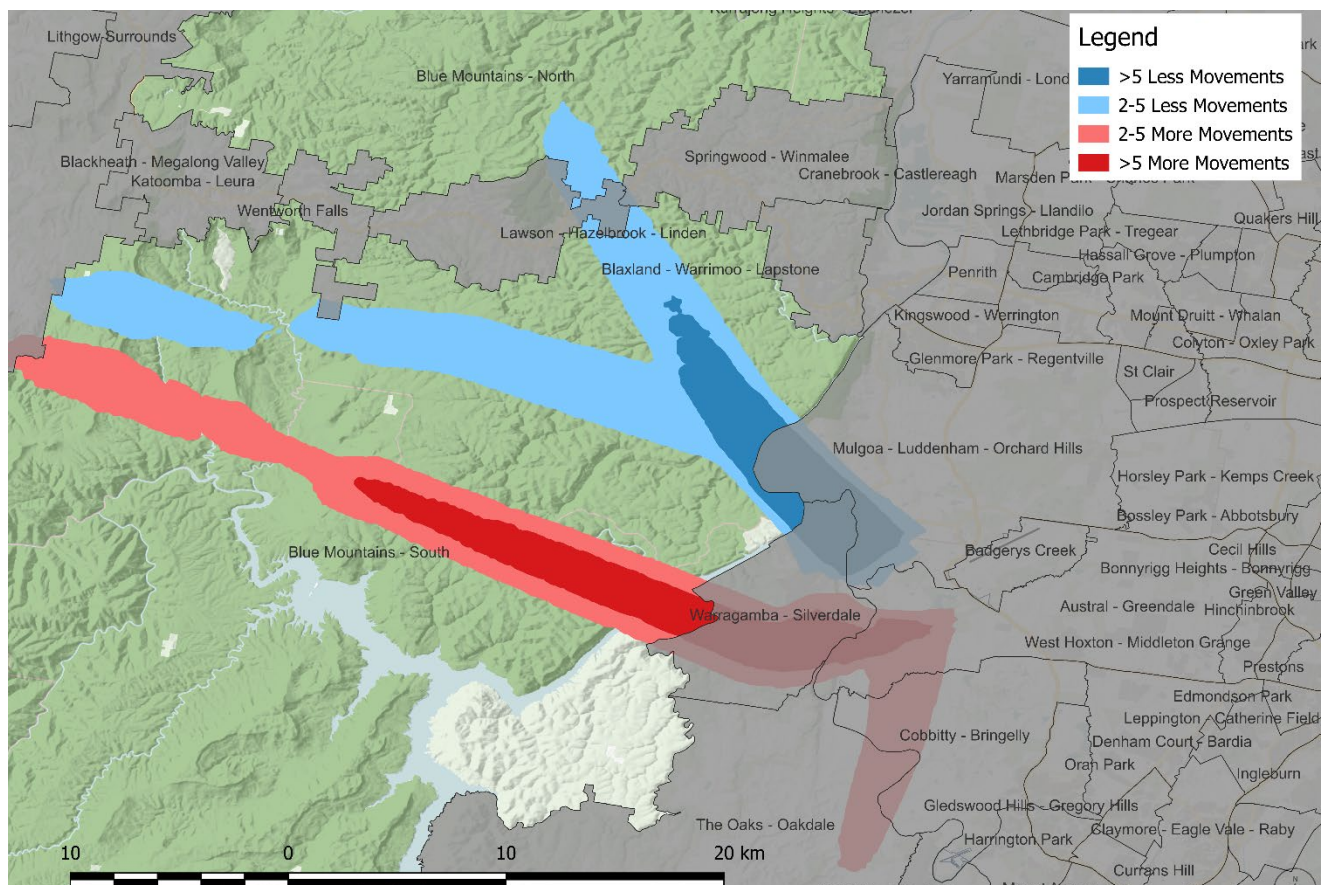 Legend
>5 Less Movements
2-5 Less Movements
2-5 More Movements
>5 More Movements
Lithgow-Surrounds
Blue Mountains - North
Blackheath - Megalong Valley
Katoomba - Leura
Springwood - Winmalee
Cranebrook - Castlereagh
Jordan Springs - Llandilo
Quakers Hill
Wentworth Falls
Lawson - Hazelbrook - Linden
Lethbridge Park - Tregear
Hassall Grove - Plumpton
Blaxland - Warrimoo - Lapstone
Penrith
Cambridge Park
Kingswood - Werrington
Mount Druitt - Whalan
Colyton - Oxley Park
Glenmore Park - Regentville
St Clair
Prospect Reservoir
Mulgoa - Luddenham - Orchard Hills
Horsley Park - Kemps Creek
Bossley Park - Abbotsbury
Blue Mountains - South
Badgerys Creek
Cecil Hills
Bonnyrigg Heights - Bonnyrigg
Green Valley
Austral - Greendale
Hinchinbrook
Warragamba - Silverdale
West Hoxton - Middleton Grange
Prestons
Edmondson Park
Leppington - Catherine Field
Cobbitty - Bringelly
Denham Court - Bardia
Oran Park
Ingleburn
Gledswood Hills - Gregory Hills
The Oaks - Oakdale
Harrington Park
Claymore - Eagle Vale - Raby
Currans Hill
10 0 10 20 km